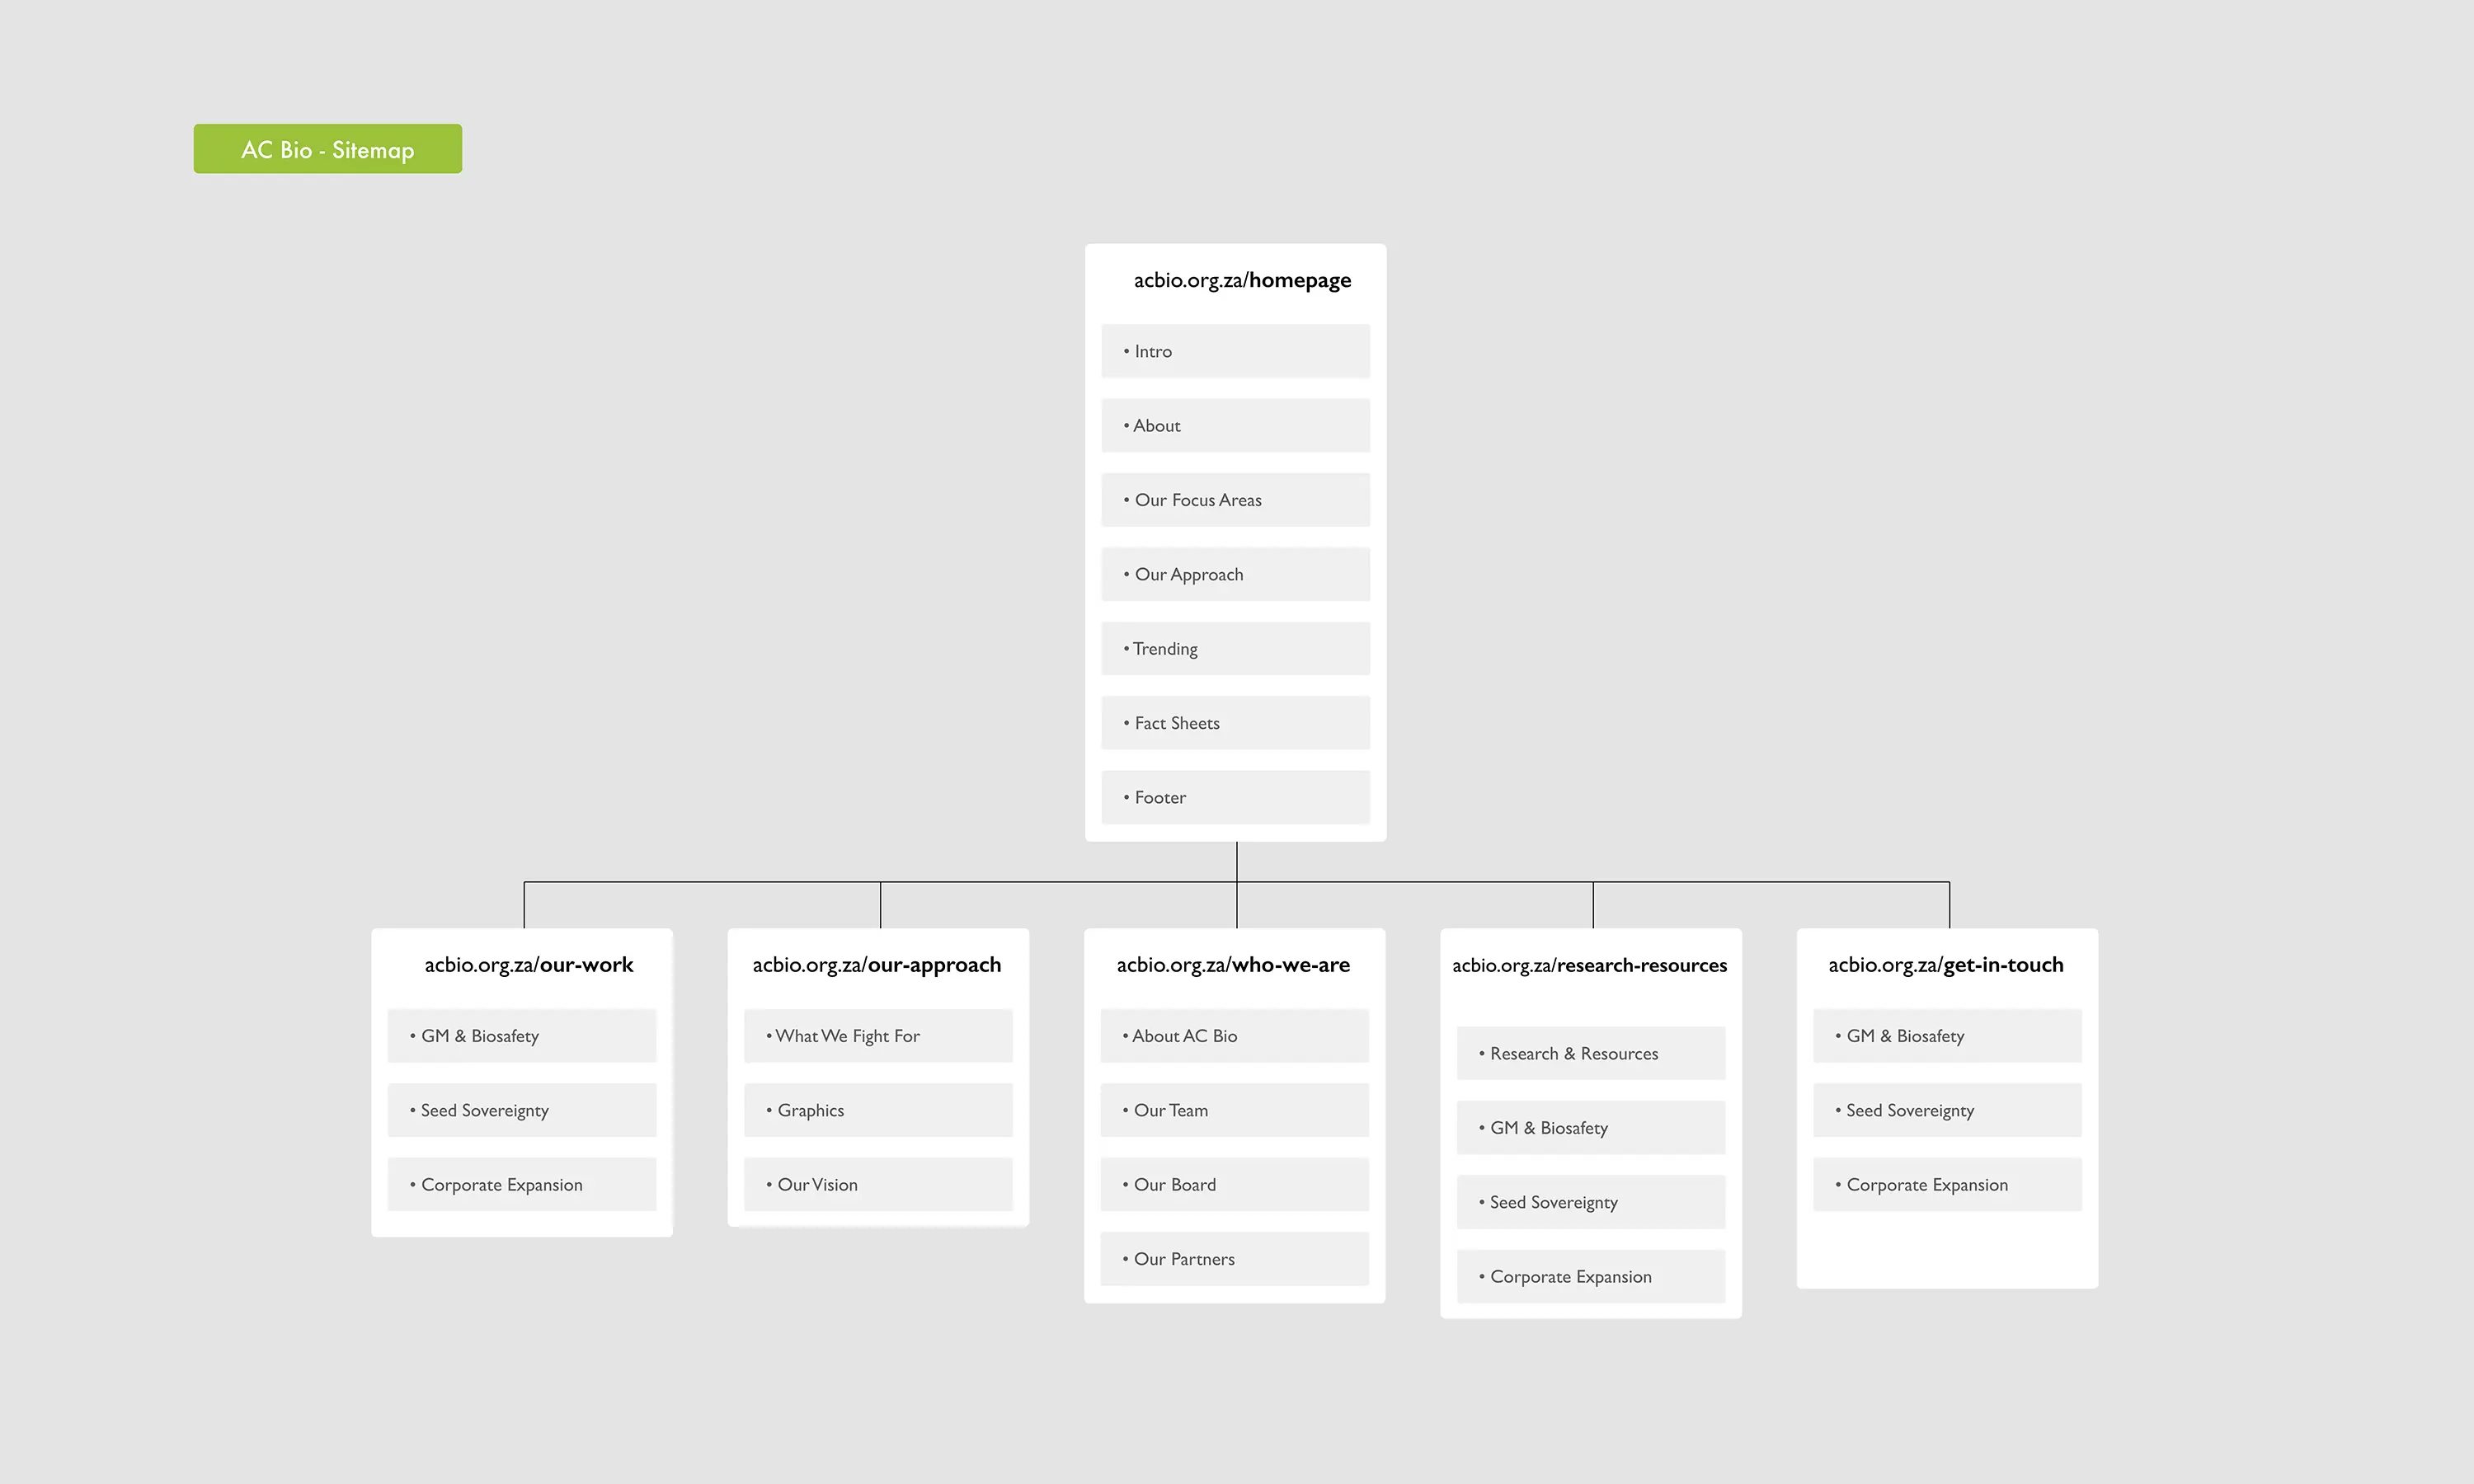 AC Bio - Sitemap
acbio.org.za/homepage
• Intro
• About
• Our Focus Areas
• Our Approach
• Trending
• Fact Sheets
• Footer
acbio.org.za/our-work
• GM & Biosafety
• Seed Sovereignty
• Corporate Expansion
acbio.org.za/our-approach
• What We Fight For
• Graphics
• Our Vision
acbio.org.za/who-we-are
• About AC Bio
• Our Team
• Our Board
• Our Partners
acbio.org.za/research-resources
• Research & Resources
• GM & Biosafety
• Seed Sovereignty
• Corporate Expansion
acbio.org.za/get-in-touch
• GM & Biosafety
• Seed Sovereignty
• Corporate Expansion